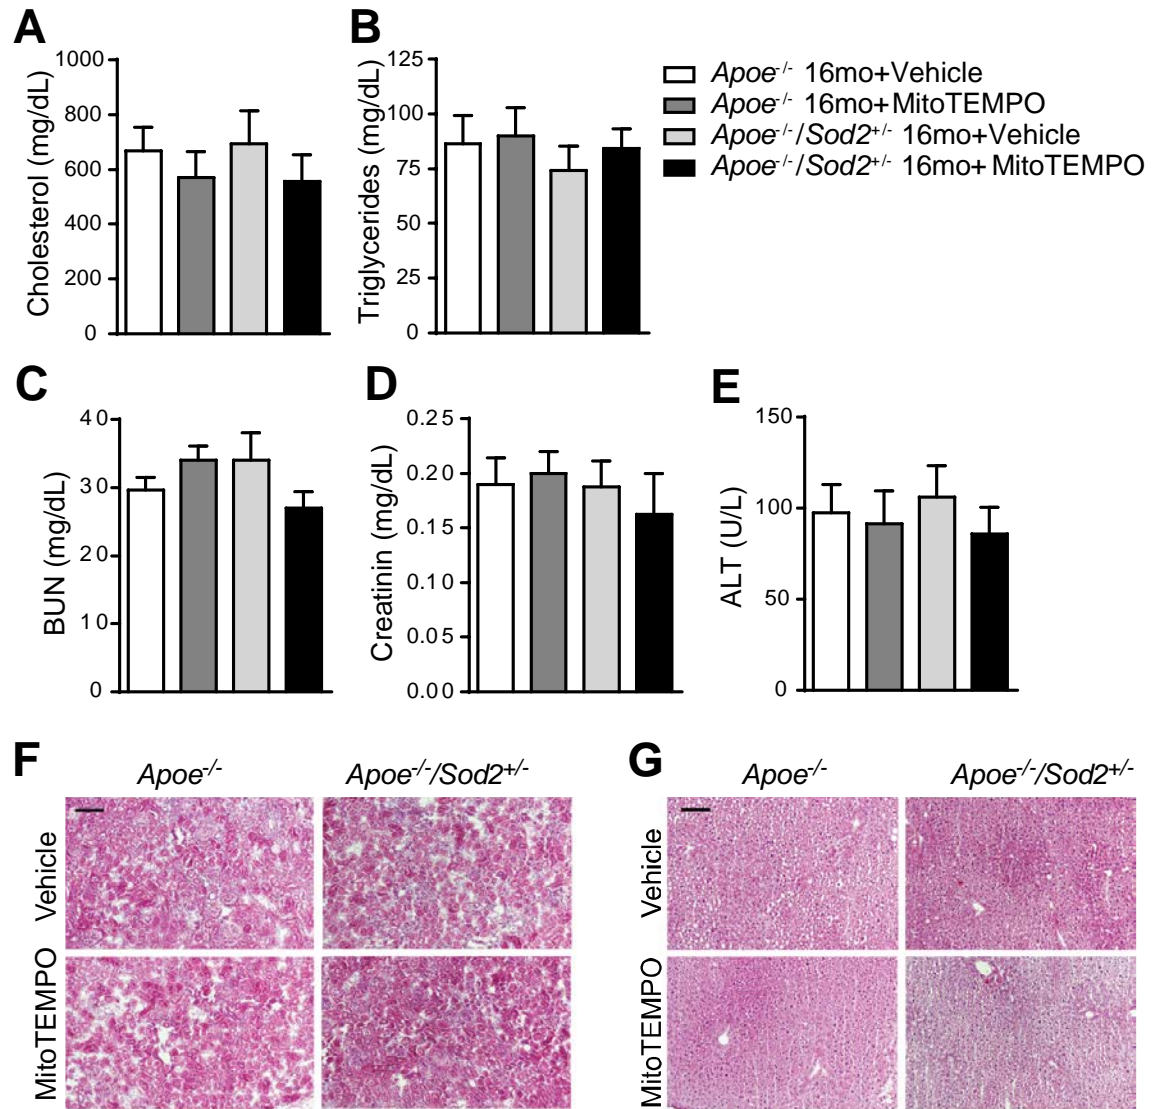 A
Cholesterol (mg/dL)
1000
800
600
400
200
0
B
Triglycerides (mg/dL)
125
100
75
50
25
0
Apoe-/- 16mo+Vehicle
Apoe-/- 16mo+MitoTEMPO
Apoe-/-/Sod2+/- 16mo+Vehicle
Apoe-/-/Sod2+/- 16mo+ MitoTEMPO
C
BUN (mg/dL)
40
30
20
10
0
D
Creatinin (mg/dL)
0.25
0.20
0.15
0.10
0.05
0.00
E
ALT (U/L)
150
100
50
0
F
Apoe-/-
Apoe-/-/Sod2+/-
Vehicle
MitoTEMPO
G
Apoe-/-
Apoe-/-/Sod2+/-
Vehicle
MitoTEMPO